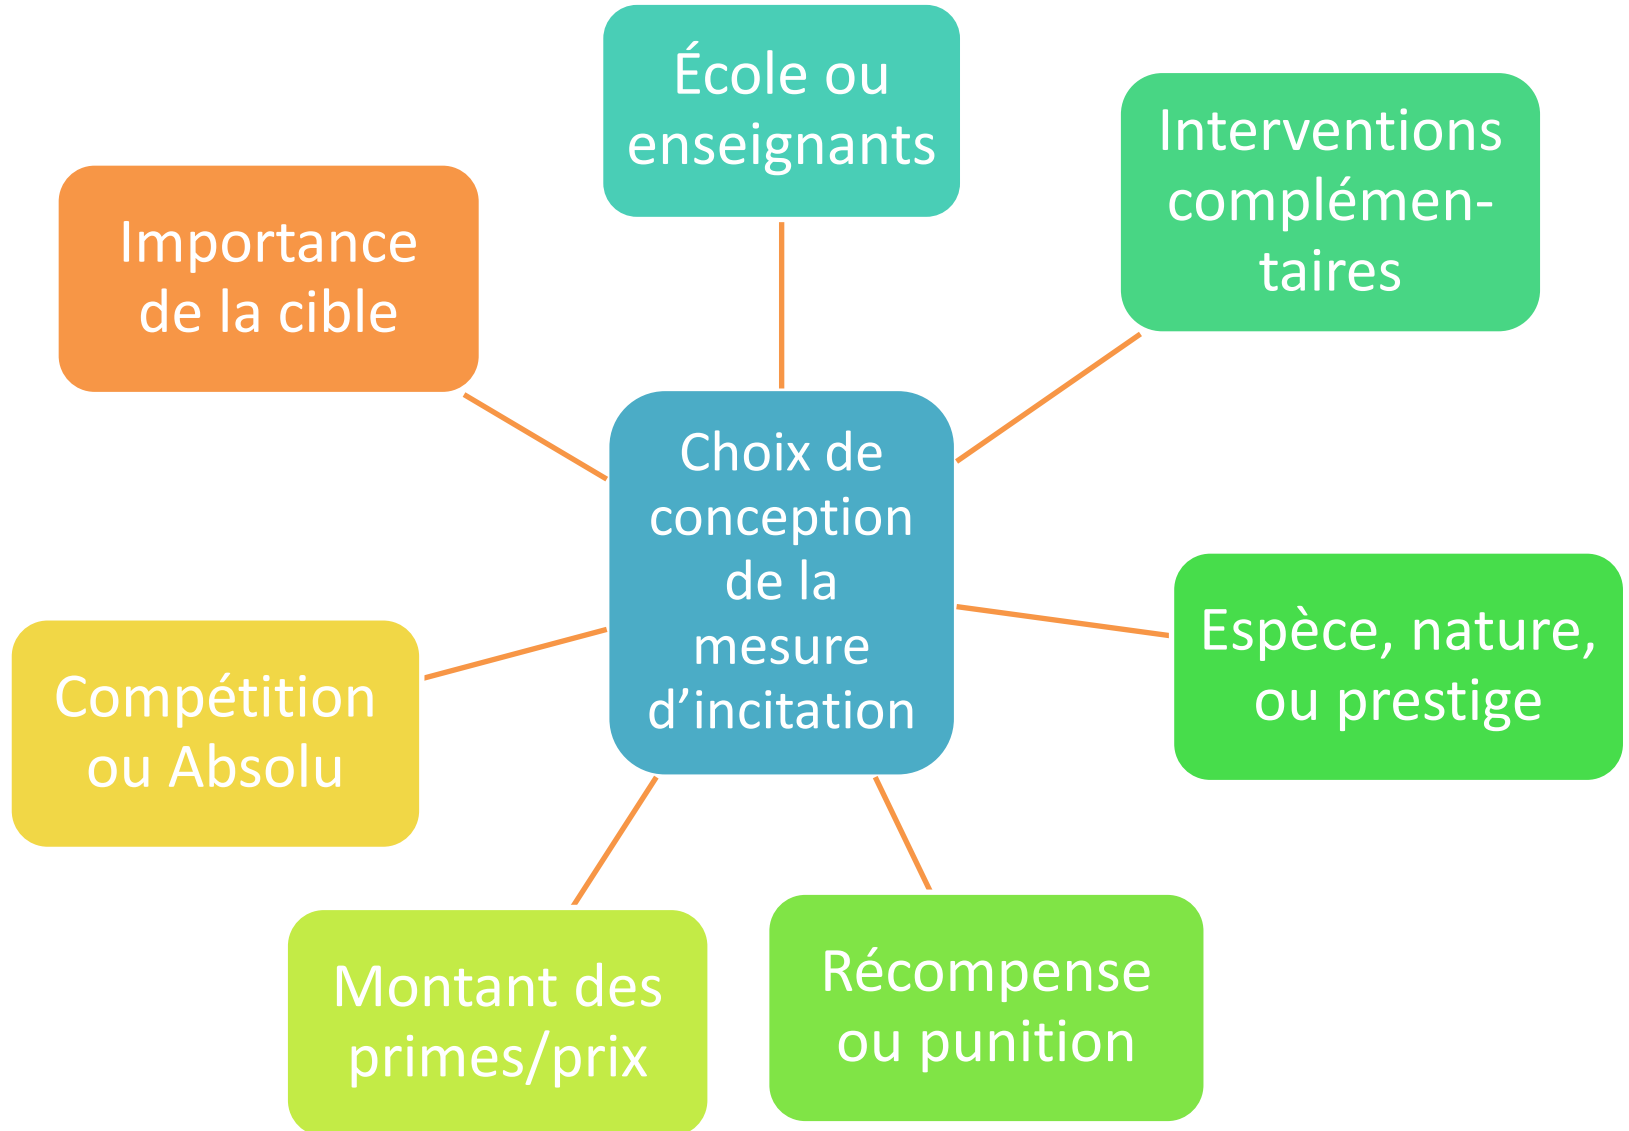 École ou
enseignants
Interventions
complémen-
taires
Importance
de la cible
Choix de
conception
de la
mesure
d’incitation
Espèce, nature,
ou prestige
Compétition
ou Absolu
Récompense
ou punition
Montant des
primes/prix